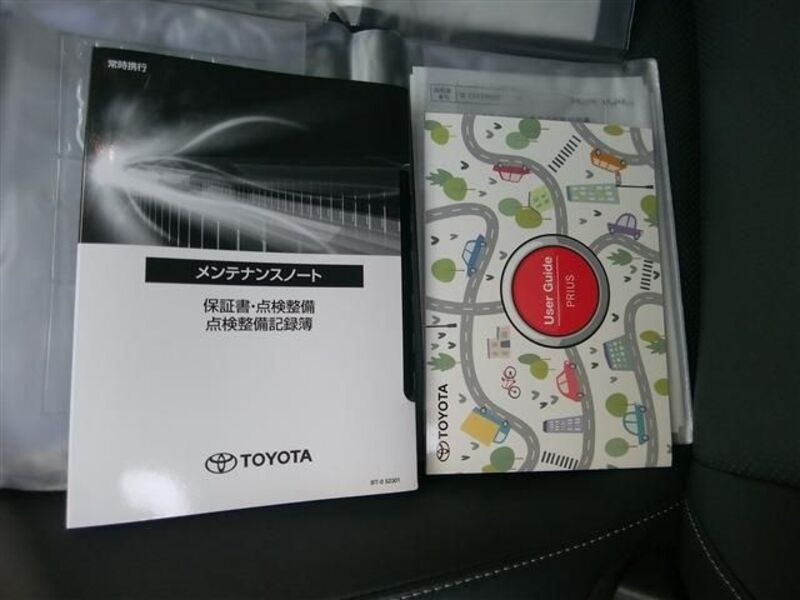 常時携行
メンテナンスノート
保証書・点検整備
点検整備記録簿
TOYOTA
User Guide
PRIUS
TOYOTA